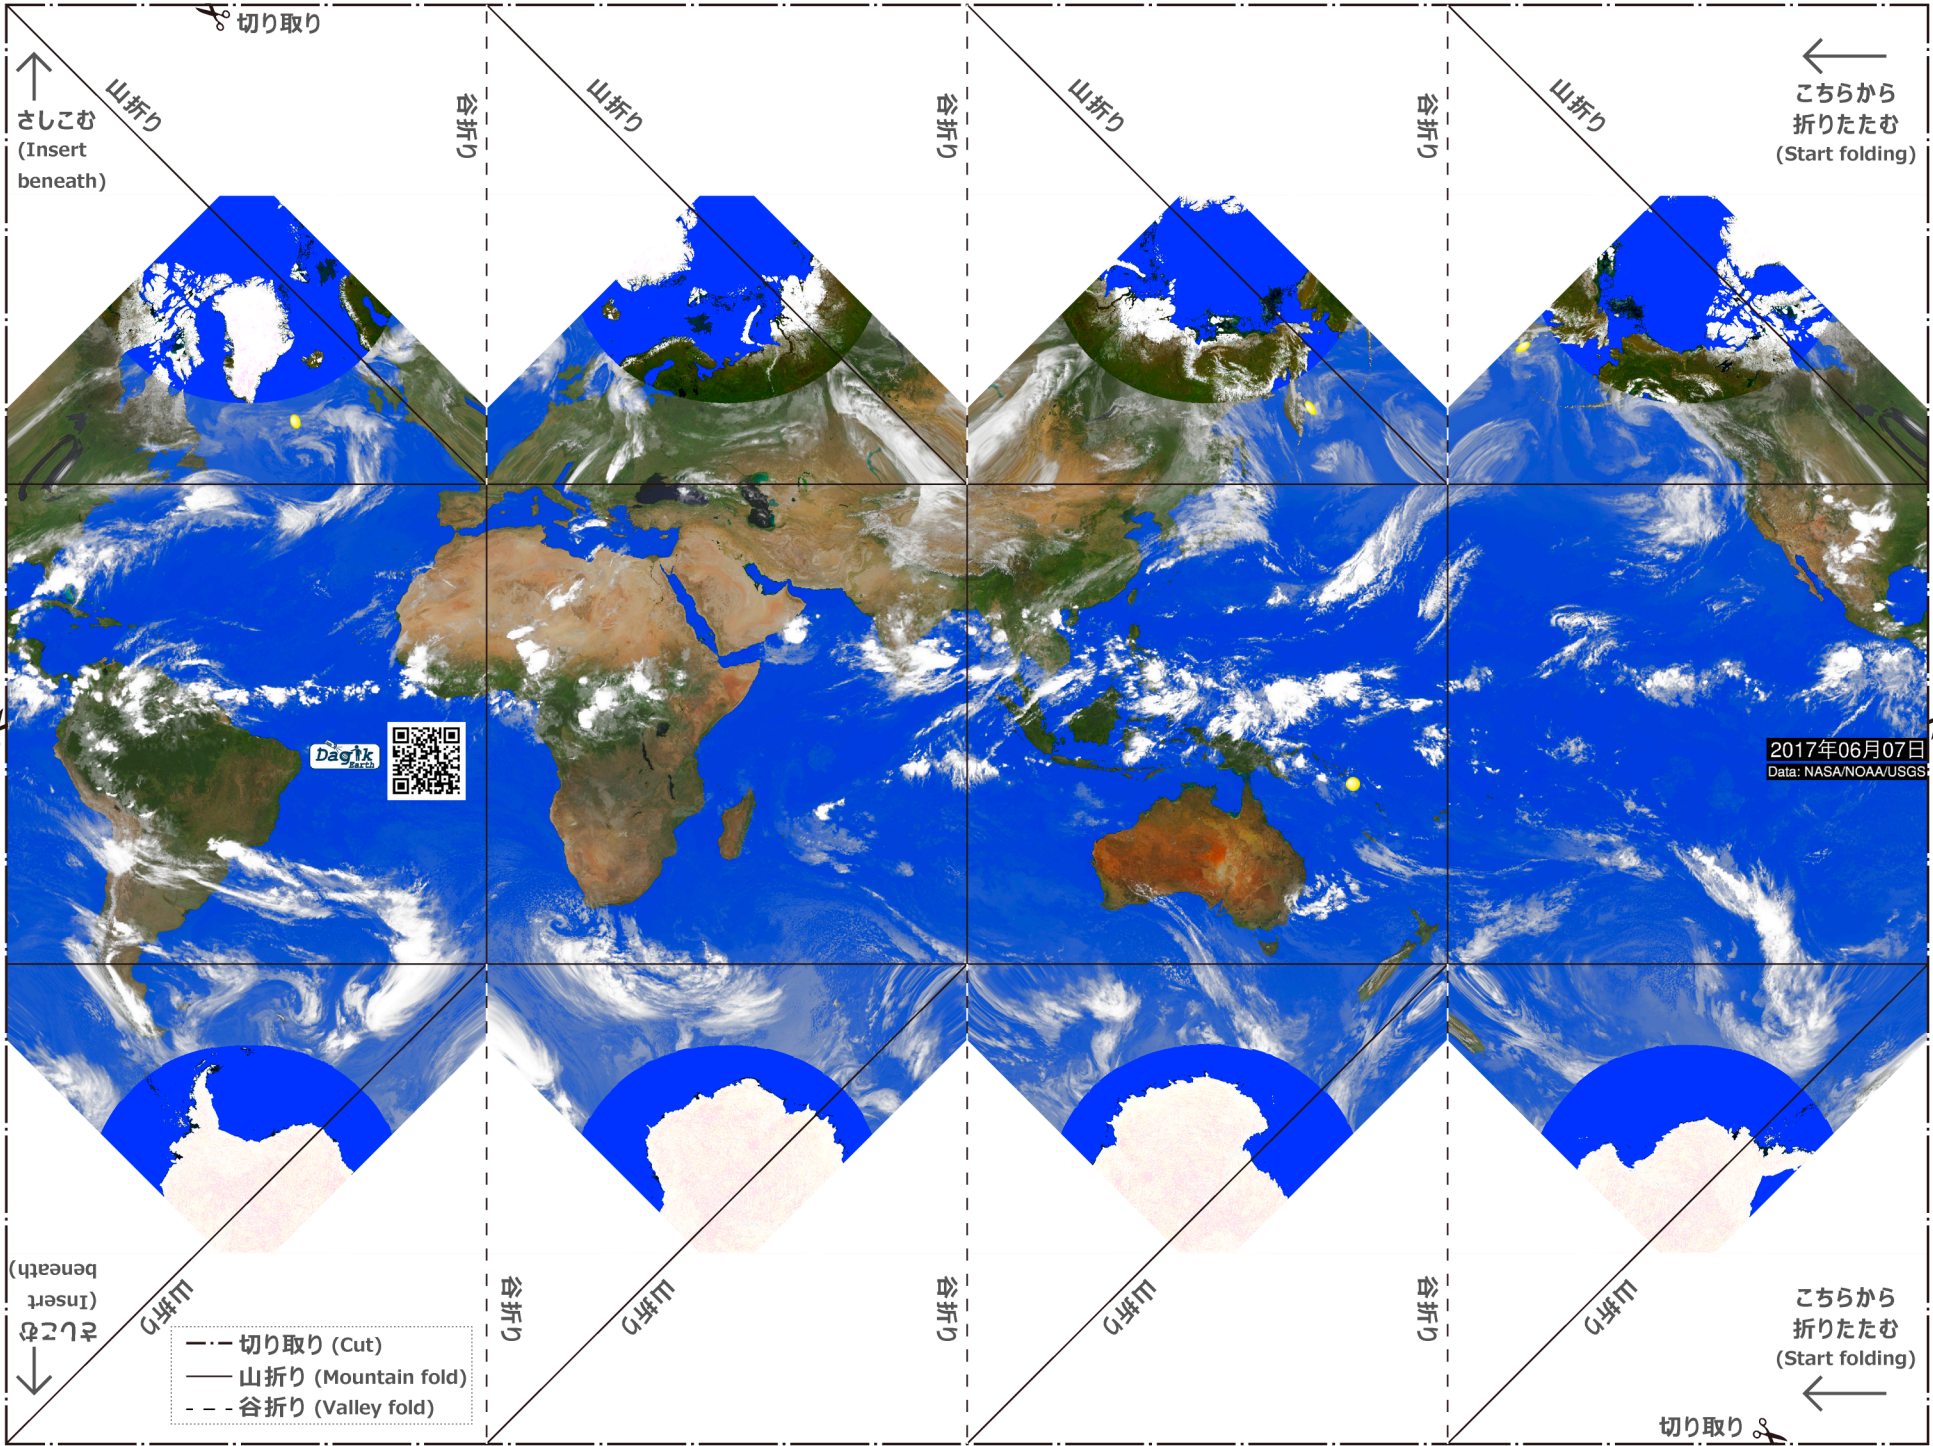 切り取り
さしこむ
(Insert
beneath)
山折り
谷折り
山折り
谷折り
山折り
谷折り
山折り
こちらから
折りたたむ
(Start folding)
Dagik
Earth
2017年06月07日
Data: NASA/NOAA/USGS
さしこむ
(Insert
beneath)
山折り
谷折り
山折り
谷折り
山折り
谷折り
山折り
こちらから
折りたたむ
(Start folding)
切り取り (Cut)
山折り (Mountain fold)
谷折り (Valley fold)
切り取り